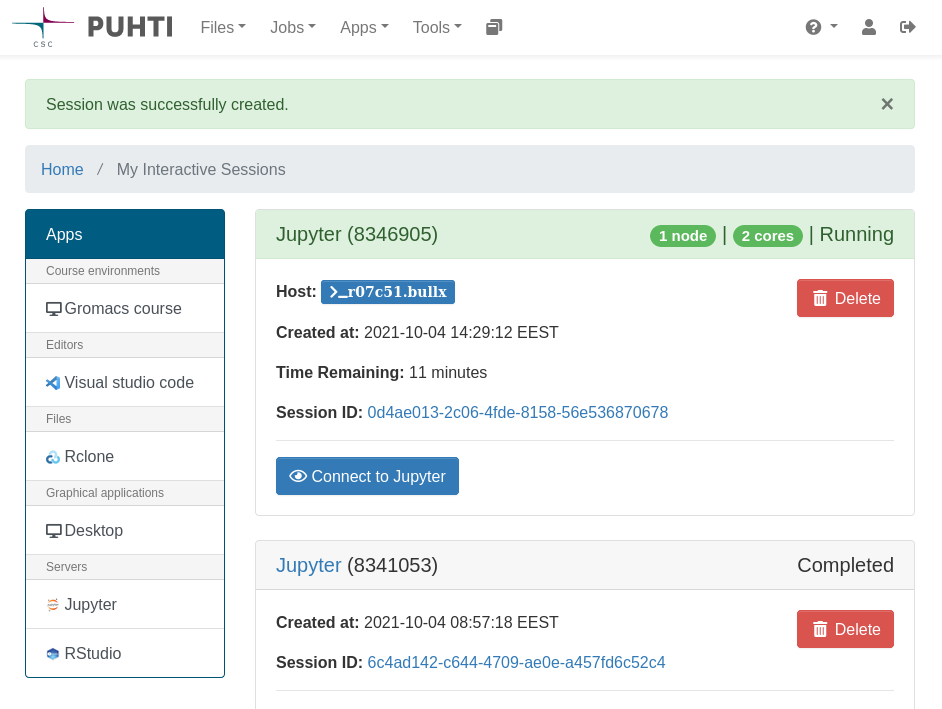 CSC PUHTI Files Jobs Apps Tools
Session was successfully created. ×
Home / My Interactive Sessions
Apps
Course environments
Gromacs course
Editors
Visual studio code
Files
Rclone
Graphical applications
Desktop
Servers
Jupyter
RStudio
Jupyter (8346905) 1 node | 2 cores | Running
Host: >_r07c51.bullx Delete
Created at: 2021-10-04 14:29:12 EEST
Time Remaining: 11 minutes
Session ID: 0d4ae013-2c06-4fde-8158-56e536870678
Connect to Jupyter
Jupyter (8341053) Completed
Created at: 2021-10-04 08:57:18 EEST Delete
Session ID: 6c4ad142-c644-4709-ae0e-a457fd6c52c4